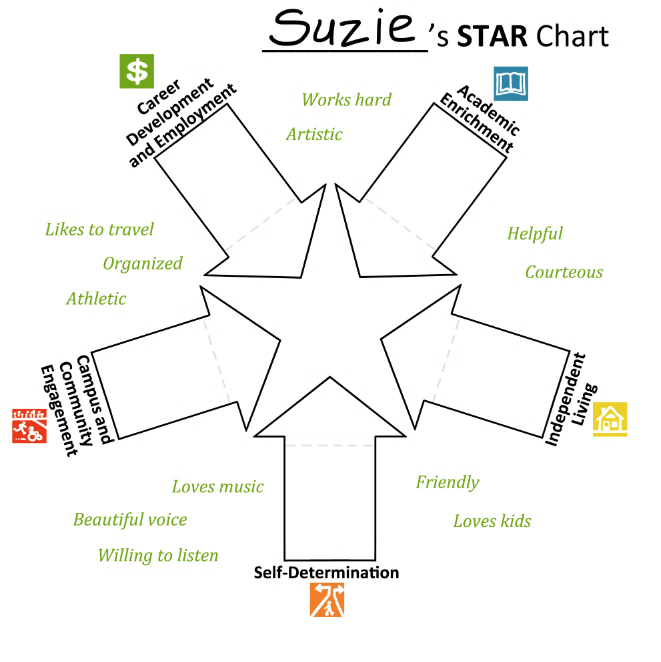 Suzie's STAR Chart
$
Career
Development
and Employment
Academic
Enrichment
Works hard
Artistic
Likes to travel
Organized
Athletic
Helpful
Courteous
Campus and
Community
Engagement
Independent
Living
Loves music
Beautiful voice
Willing to listen
Friendly
Loves kids
Self-Determination